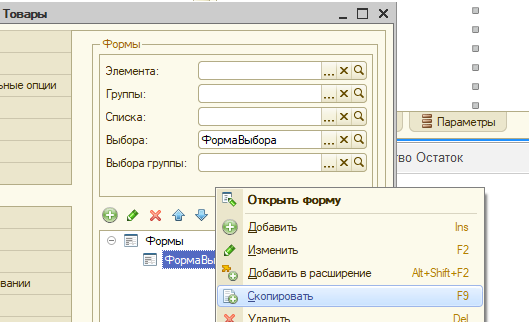 Товары
Формы
Элемента:
Группы:
Списка:
Выбора: ФормаВыбора
Выбора группы:
ьные опции
Параметры
во Остаток
Открыть форму
Добавить Ins
Изменить F2
Добавить в расширение Alt+Shift+F2
Скопировать F9
Удалить Del
Формы
ФормаВы
вании